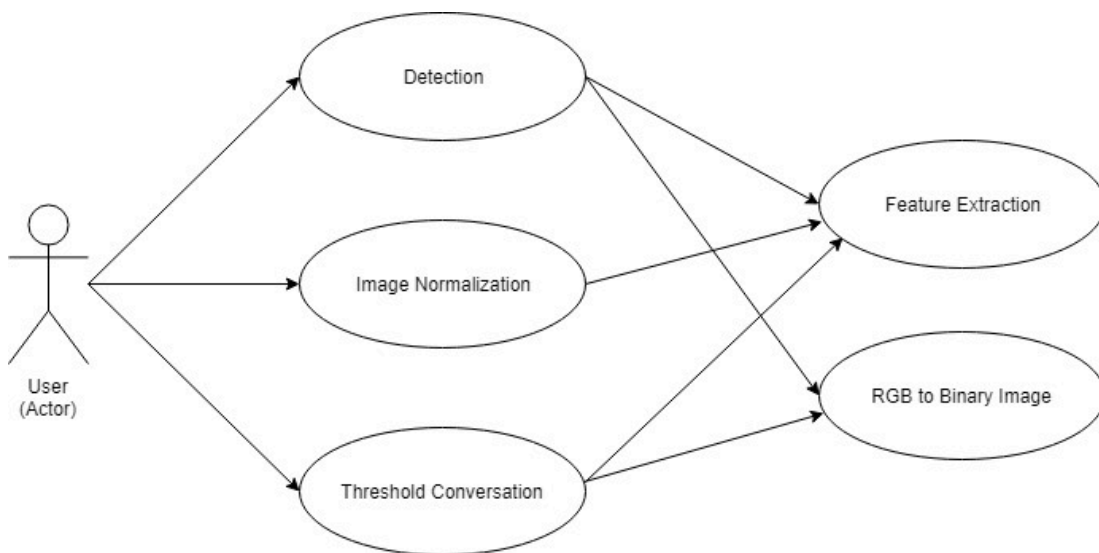 Detection
Feature Extraction
Image Normalization
User
(Actor)
RGB to Binary Image
Threshold Conversation